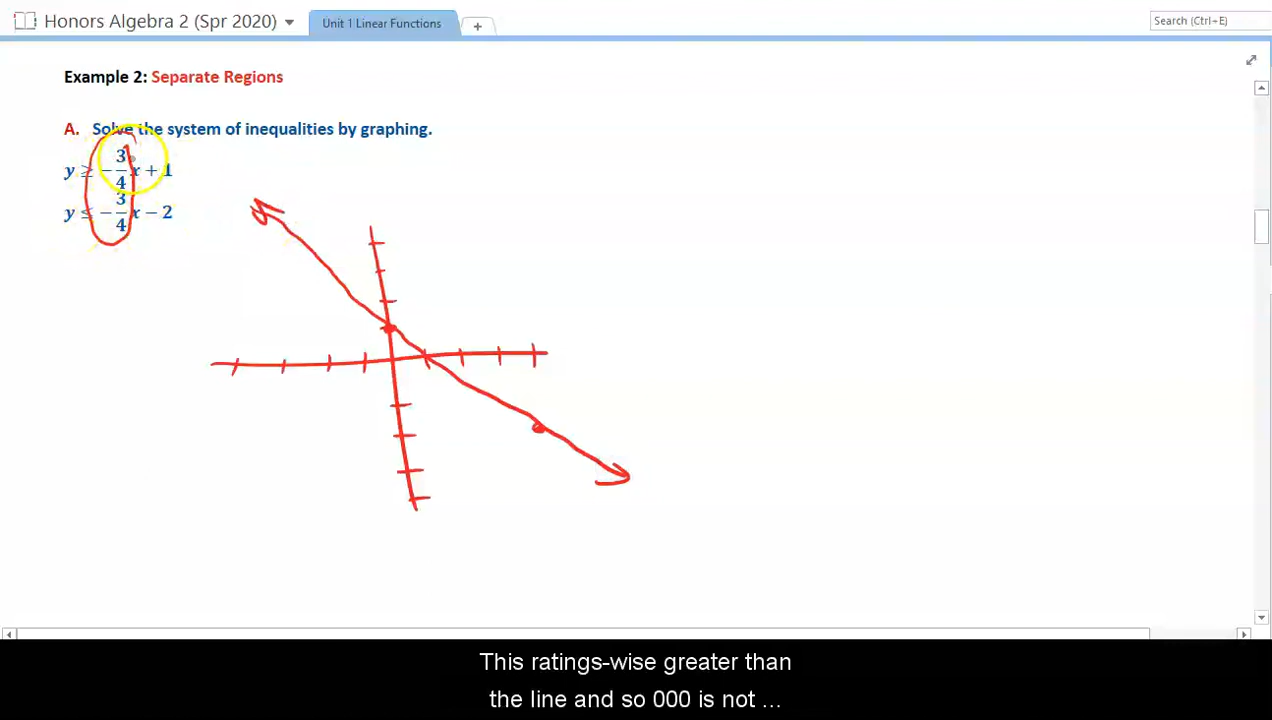 Honors Algebra 2 (Spr 2020)
Unit 1 Linear Functions
+
Search (Ctrl+E)
Example 2: Separate Regions
A. Solve the system of inequalities by graphing.
y ≥ −3/4 x + 1
y ≤ −3/4 x − 2
This ratings-wise greater than
the line and so 000 is not ...